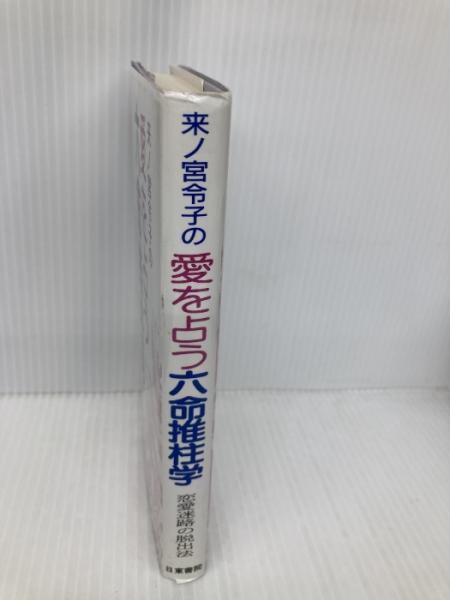 来ノ宮令子の
愛を占う
六命推柱学
恋愛迷路の脱出法
日東書院